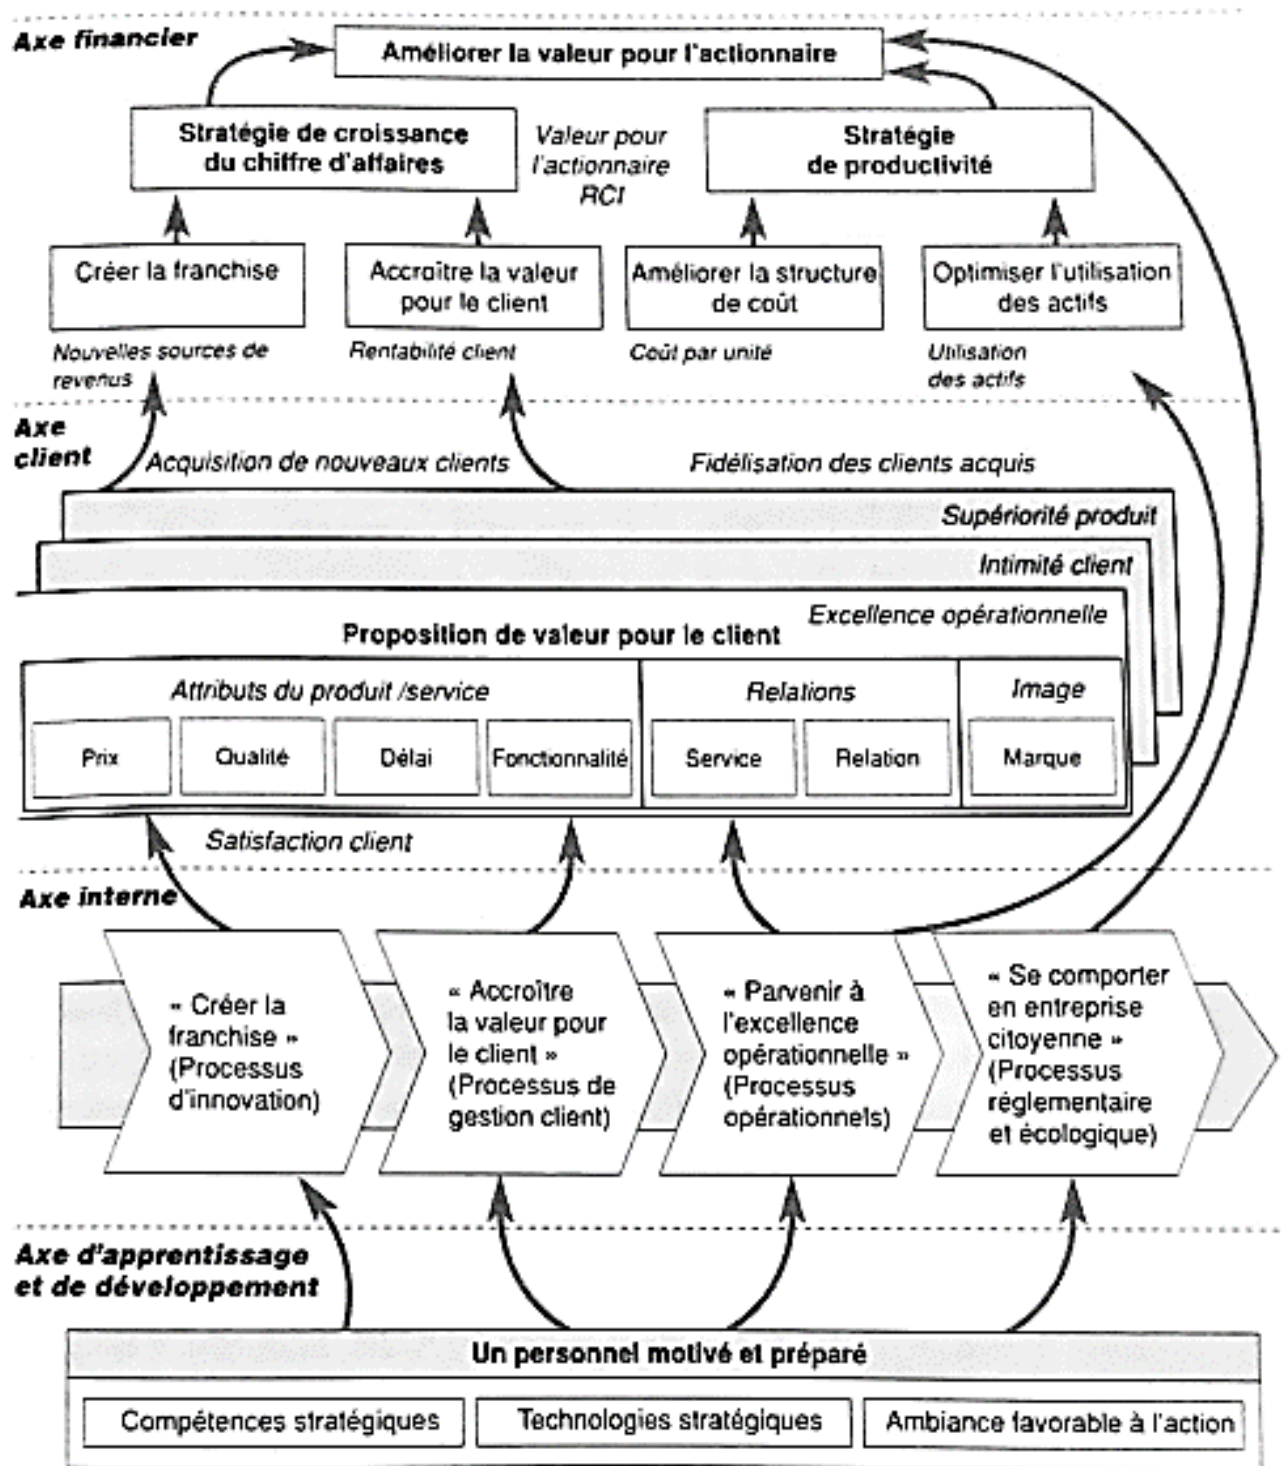 Axe financier
Améliorer la valeur pour l'actionnaire
Stratégie de croissance
du chiffre d'affaires
Valeur pour
l'actionnaire
RCI
Stratégie
de productivité
Créer la franchise
Accroître la valeur
pour le client
Améliorer la structure
de coût
Optimiser l'utilisation
des actifs
Nouvelles sources de
revenus
Rentabilité client
Coût par unité
Utilisation
des actifs
Axe
client
Acquisition de nouveaux clients
Fidélisation des clients acquis
Supériorité produit
Intimité client
Excellence opérationnelle
Proposition de valeur pour le client
Attributs du produit /service
Relations
Image
Prix
Qualité
Délai
Fonctionnalité
Service
Relation
Marque
Satisfaction client
Axe interne
« Créer la
franchise »
(Processus
d'innovation)
« Accroître
la valeur pour
le client »
(Processus de
gestion client)
« Parvenir à
l'excellence
opérationnelle »
(Processus
opérationnels)
« Se comporter
en entreprise
citoyenne »
(Processus
réglementaire
et écologique)
Axe d'apprentissage
et de développement
Un personnel motivé et préparé
Compétences stratégiques
Technologies stratégiques
Ambiance favorable à l'action